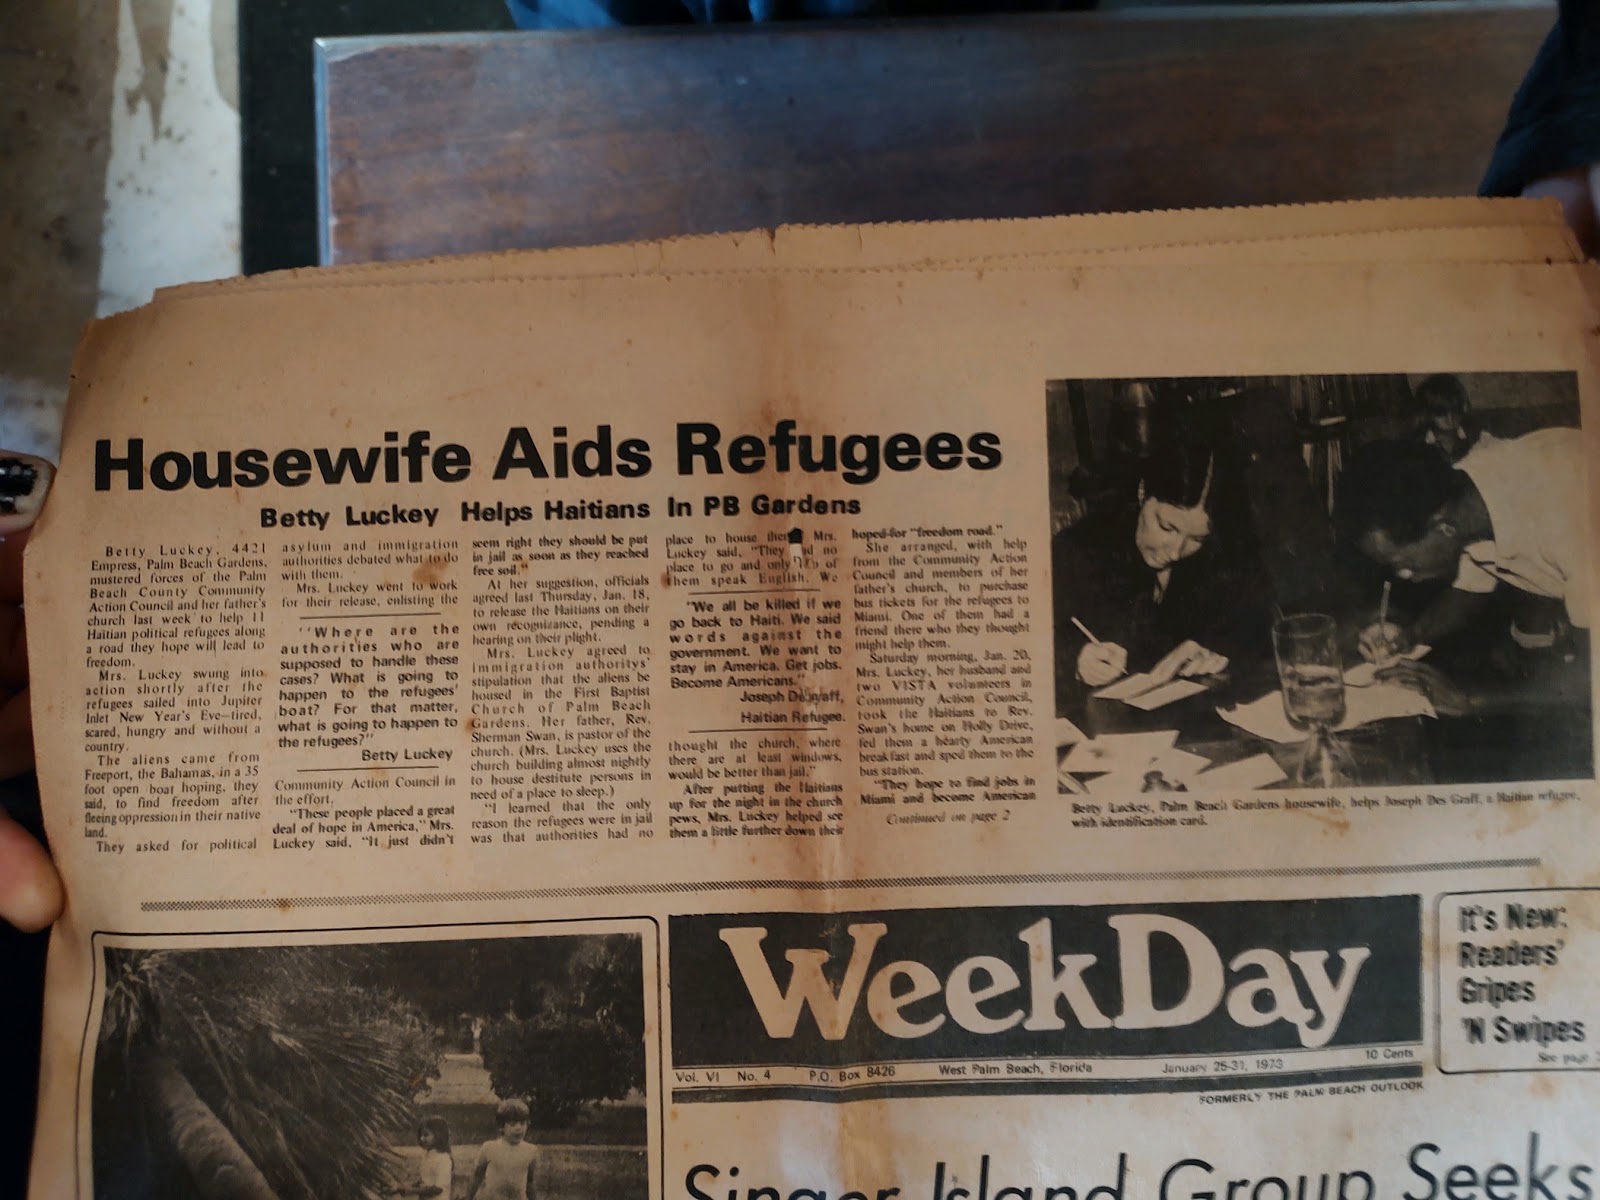 Housewife Aids Refugees
Betty Luckey Helps Haitians In PB Gardens
Betty Luckey, 4421
Empress, Palm Beach Gardens,
mustered forces of the Palm
Beach County Community
Action Council and her father's
church last week to help 11
Haitian political refugees along
a road they hope will lead to
freedom.
Mrs. Luckey swung into
action shortly after the
refugees sailed into Jupiter
Inlet New Year's Eve—tired,
scared, hungry and without a
country.
The aliens came from
Freeport, the Bahamas, in a 35
foot open boat hoping, they
said, to find freedom after
fleeing oppression in their native
land.
They asked for political
asylum and immigration
authorities debated what to do
with them.
Mrs. Luckey went to work
for their release, enlisting the
"Where are the
authorities who are
supposed to handle these
cases? What is going to
happen to the refugees'
boat? For that matter,
what is going to happen to
the refugees?"
Betty Luckey
Community Action Council in
the effort.
"These people placed a great
deal of hope in America," Mrs.
Luckey said, "It just didn't
seem right they should be put
in jail as soon as they reached
free soil."
At her suggestion, officials
agreed last Thursday, Jan. 18,
to release the Haitians on their
own recognizance, pending a
hearing on their plight.
Mrs. Luckey agreed to
immigration authoritys'
stipulation that the aliens be
housed in the First Baptist
Church of Palm Beach
Gardens. Her father, Rev.
Sherman Swan, is pastor of the
church. (Mrs. Luckey uses the
church building almost nightly
to house destitute persons in
need of a place to sleep.)
"I learned that the only
reason the refugees were in jail
was that authorities had no
place to house Mrs.
Luckey said, "They no
place to go and only of
them speak English. We
"We all be killed if we
go back to Haiti. We said
words against the
government. We want to
stay in America. Get jobs.
Become Americans."
Joseph
Haitian Refugee.
thought the church, where
there are at least windows,
would be better than jail."
After putting the Haitians
up for the night in the church
pews, Mrs. Luckey helped see
them a little further down their
hoped-for "freedom road."
She arranged, with help
from the Community Action
Council and members of her
father's church, to purchase
bus tickets for the refugees to
Miami. One of them had a
friend there who they thought
might help them.
Saturday morning, Jan. 20,
Mrs. Luckey, her husband and
two VISTA volunteers in
Community Action Council,
took the Haitians to Rev.
Swan's home on Holly Drive,
fed them a hearty American
breakfast and sped them to the
bus station.
"They hope to find jobs in
Miami and become American
Continued on page 2
Betty Luckey, Palm Beach Gardens housewife, helps Joseph Des Graff, a Haitian refugee,
with identification card.
WeekDay
Vol. VI No. 4 P.O. Box 8426 West Palm Beach, Florida January 25-31, 1973 10 Cents
FORMERLY THE PALM BEACH OUTLOOK
It's New:
Readers'
Gripes
'N Swipes
See page
Singer Island Group Seeks